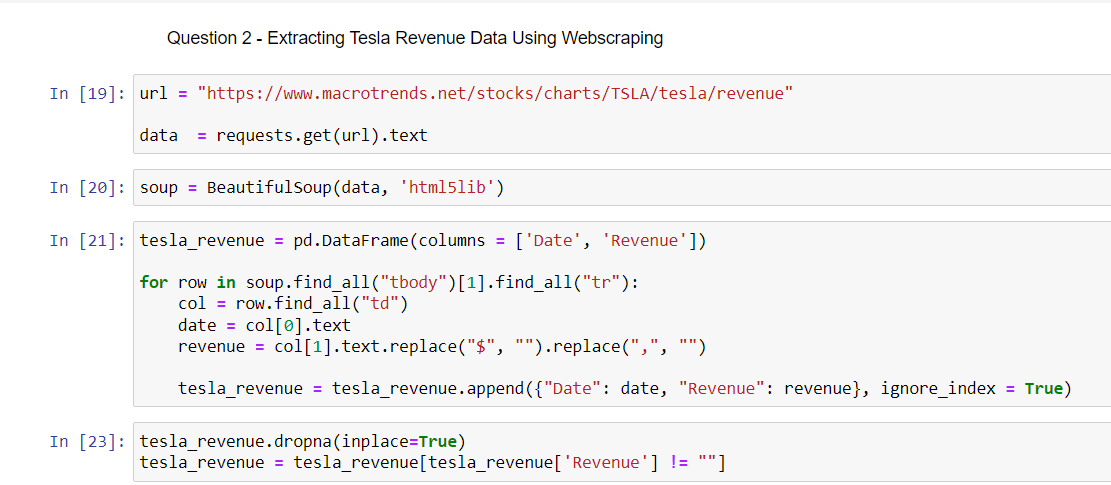 Question 2 - Extracting Tesla Revenue Data Using Webscraping
In [19]: url = "https://www.macrotrends.net/stocks/charts/TSLA/tesla/revenue"
data  = requests.get(url).text
In [20]: soup = BeautifulSoup(data, 'html5lib')
In [21]: tesla_revenue = pd.DataFrame(columns = ['Date', 'Revenue'])
for row in soup.find_all("tbody")[1].find_all("tr"):
    col = row.find_all("td")
    date = col[0].text
    revenue = col[1].text.replace("$", "").replace(",", "")
    tesla_revenue = tesla_revenue.append({"Date": date, "Revenue": revenue}, ignore_index = True)
In [23]: tesla_revenue.dropna(inplace=True)
tesla_revenue = tesla_revenue[tesla_revenue['Revenue'] != ""]